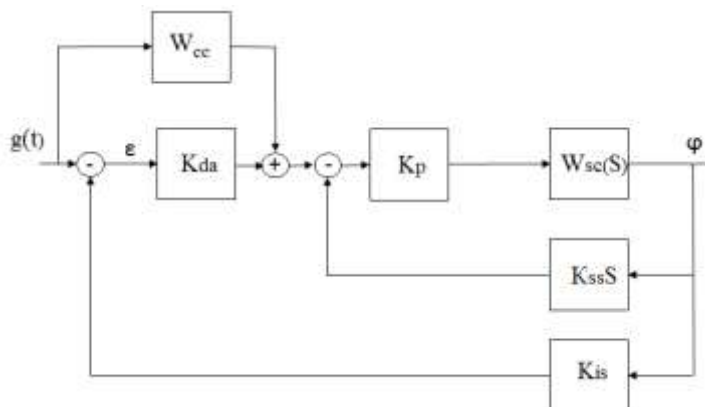 Wcc
g(t)
-
ε
Kda
+
-
Kp
Wsc(S)
φ
KssS
Kis